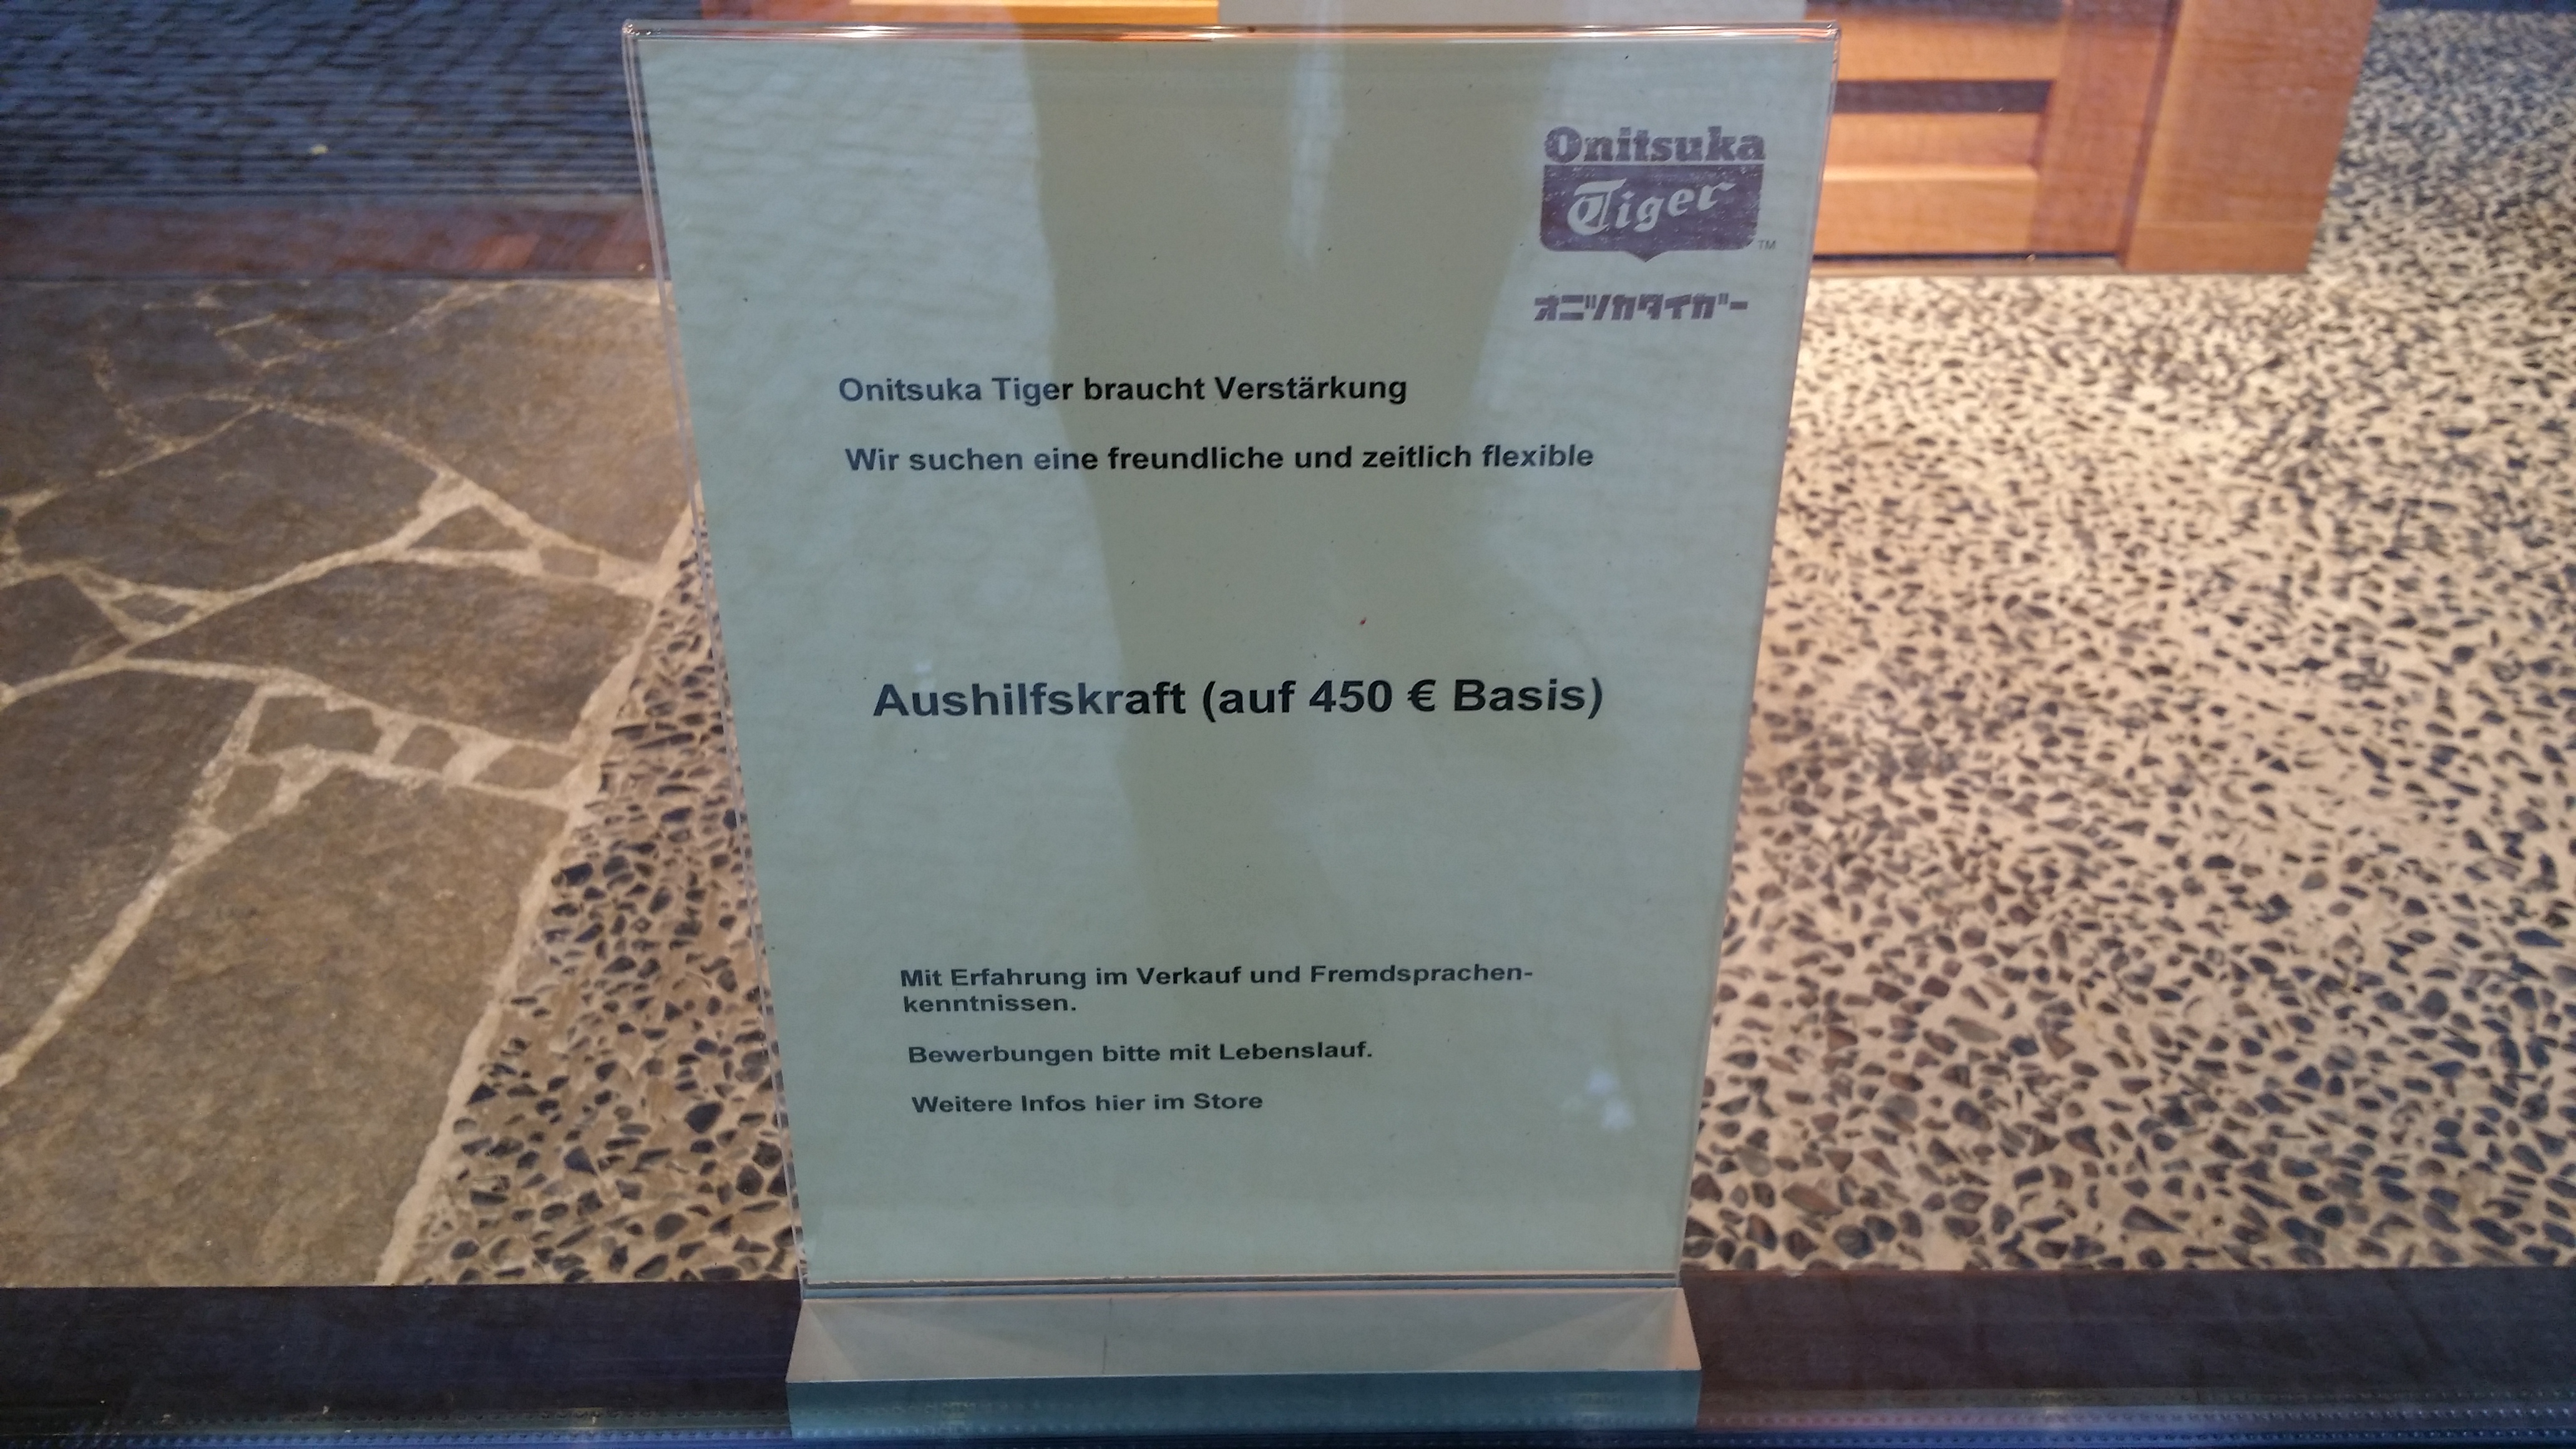 Onitsuka
Tiger
TM
オニツカタイガー
Onitsuka Tiger braucht Verstärkung
Wir suchen eine freundliche und zeitlich flexible
Aushilfskraft (auf 450 € Basis)
Mit Erfahrung im Verkauf und Fremdsprachen-
kenntnissen.
Bewerbungen bitte mit Lebenslauf.
Weitere Infos hier im Store